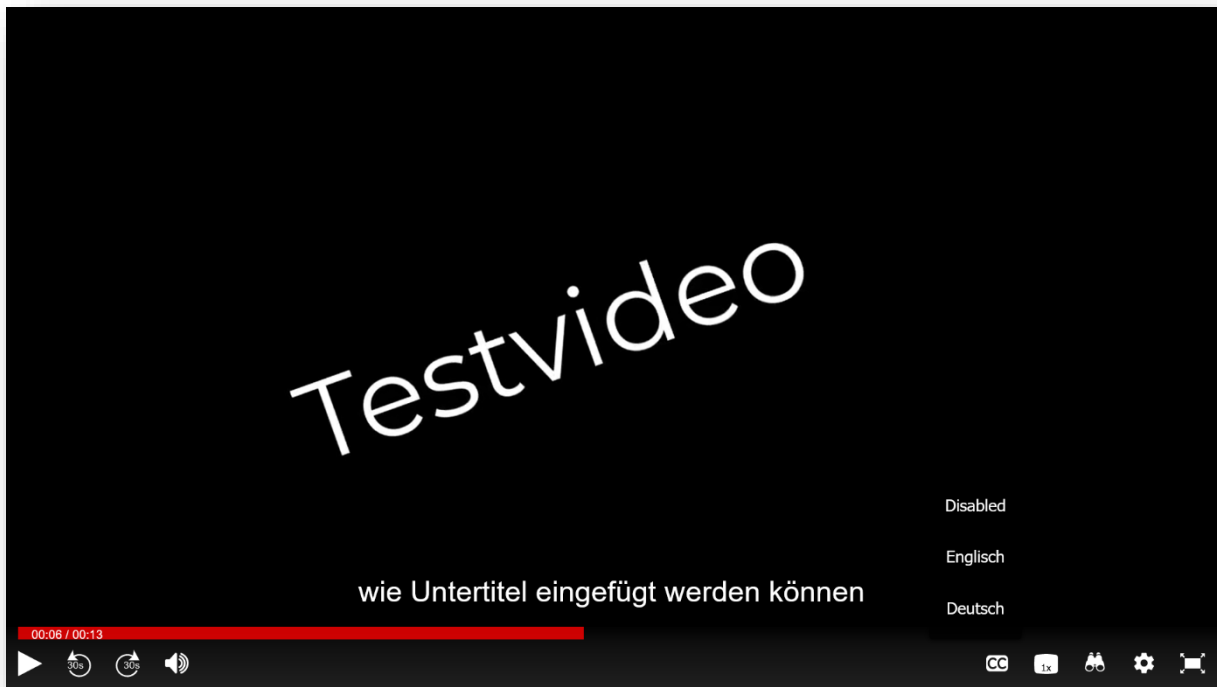 Testvideo
Disabled
Englisch
wie Untertitel eingefügt werden können
Deutsch
00:06 / 00:13
30s
30s
CC
1x